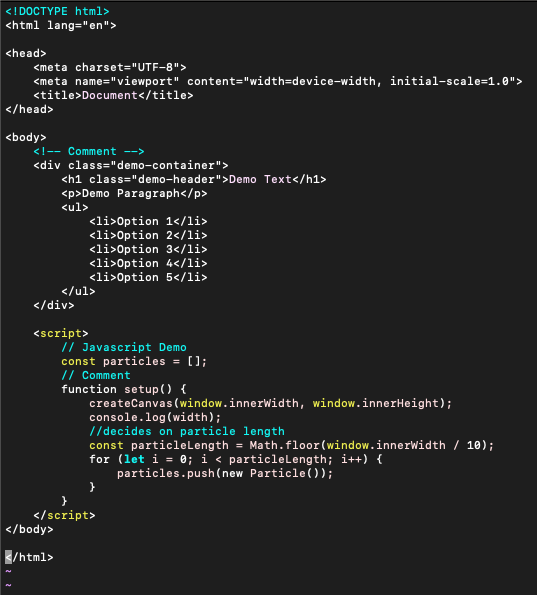 <!DOCTYPE html>
<html lang="en">

<head>
    <meta charset="UTF-8">
    <meta name="viewport" content="width=device-width, initial-scale=1.0">
    <title>Document</title>
</head>

<body>
    <!-- Comment -->
    <div class="demo-container">
        <h1 class="demo-header">Demo Text</h1>
        <p>Demo Paragraph</p>
        <ul>
            <li>Option 1</li>
            <li>Option 2</li>
            <li>Option 3</li>
            <li>Option 4</li>
            <li>Option 5</li>
        </ul>
    </div>

    <script>
        // Javascript Demo
        const particles = [];
        // Comment
        function setup() {
            createCanvas(window.innerWidth, window.innerHeight);
            console.log(width);
            //decides on particle length
            const particleLength = Math.floor(window.innerWidth / 10);
            for (let i = 0; i < particleLength; i++) {
                particles.push(new Particle());
            }
        }
    </script>
</body>

</html>
~
~